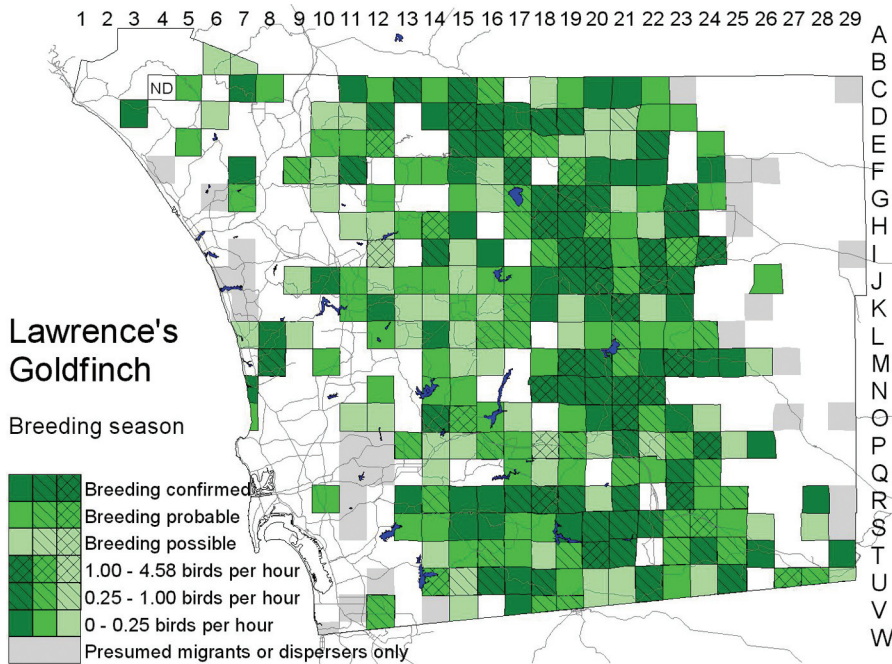 1 2 3 4 5 6 7 8 9 10 11 12 13 14 15 16 17 18 19 20 21 22 23 24 25 26 27 28 29
A
B
C
ND
D
E
F
G
H
I
J
K
L
Lawrence's
Goldfinch
M
N
O
Breeding season
P
Q
Breeding confirmed
R
Breeding probable
S
Breeding possible
T
1.00 - 4.58 birds per hour
U
0.25 - 1.00 birds per hour
V
0 - 0.25 birds per hour
W
Presumed migrants or dispersers only